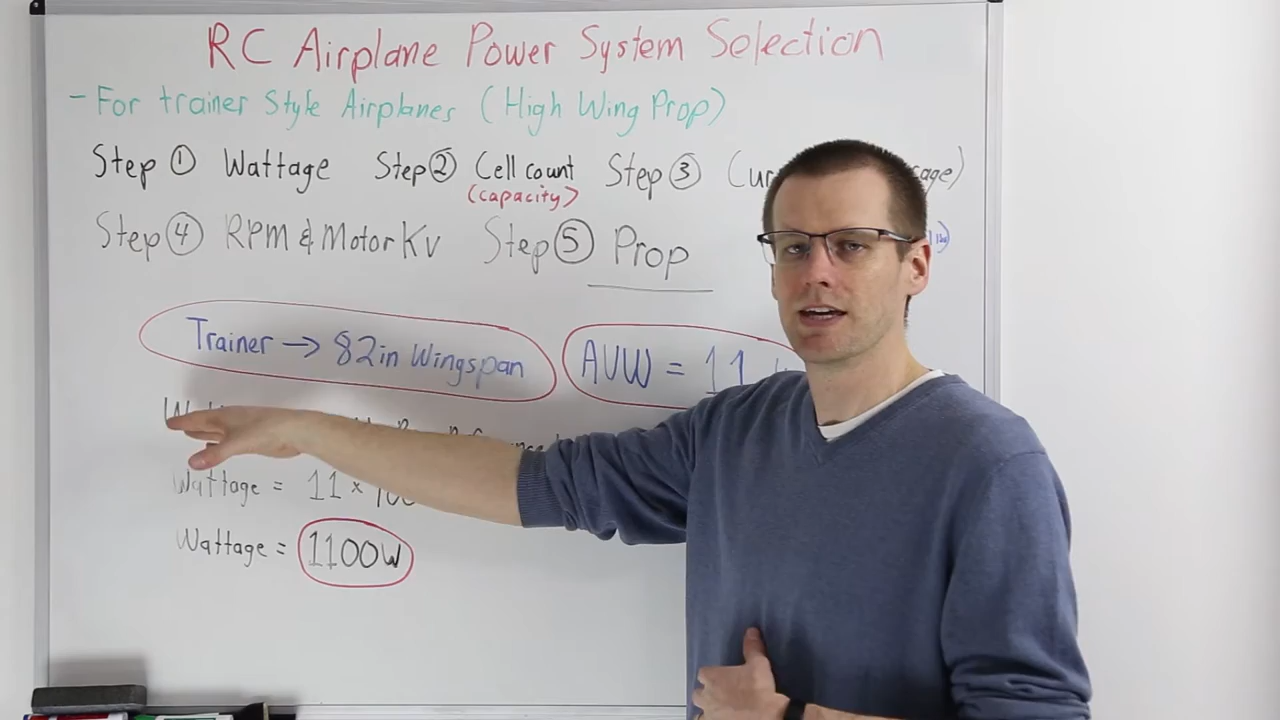 RC Airplane Power System Selection
- For trainer Style Airplanes (High Wing Prop)
Step ① Wattage Step ② Cell count Step ③
(capacity)
Step ④ RPM & Motor Kv Step ⑤ Prop
Trainer → 82in Wingspan AUW = 11
Wattage = 11 ×
Wattage = 1100W